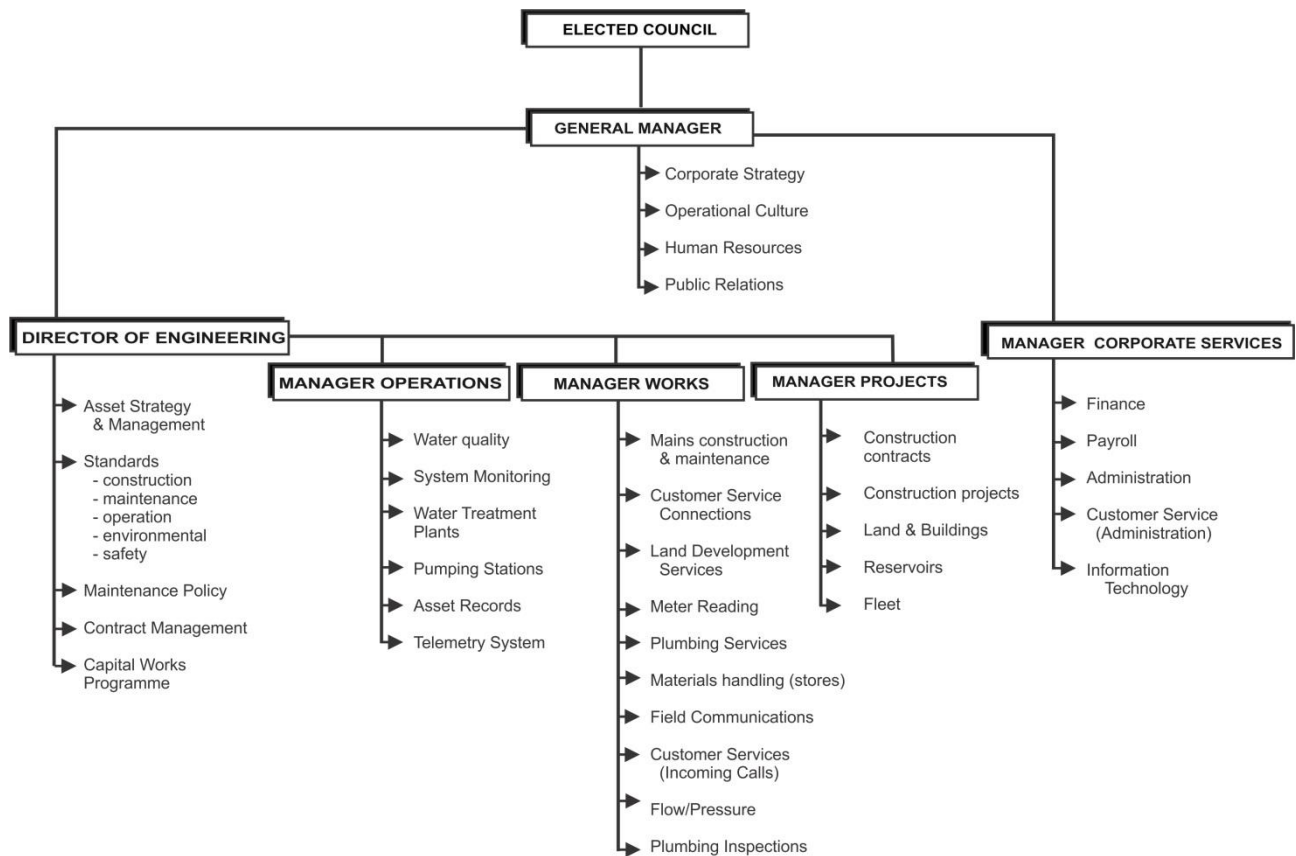 ELECTED COUNCIL
GENERAL MANAGER
Corporate Strategy
Operational Culture
Human Resources
Public Relations
DIRECTOR OF ENGINEERING
Asset Strategy
& Management
Standards
- construction
- maintenance
- operation
- environmental
- safety
Maintenance Policy
Contract Management
Capital Works
Programme
MANAGER OPERATIONS
Water quality
System Monitoring
Water Treatment
Plants
Pumping Stations
Asset Records
Telemetry System
MANAGER WORKS
Mains construction
& maintenance
Customer Service
Connections
Land Development
Services
Meter Reading
Plumbing Services
Materials handling (stores)
Field Communications
Customer Services
(Incoming Calls)
Flow/Pressure
Plumbing Inspections
MANAGER PROJECTS
Construction
contracts
Construction projects
Land & Buildings
Reservoirs
Fleet
MANAGER CORPORATE SERVICES
Finance
Payroll
Administration
Customer Service
(Administration)
Information
Technology